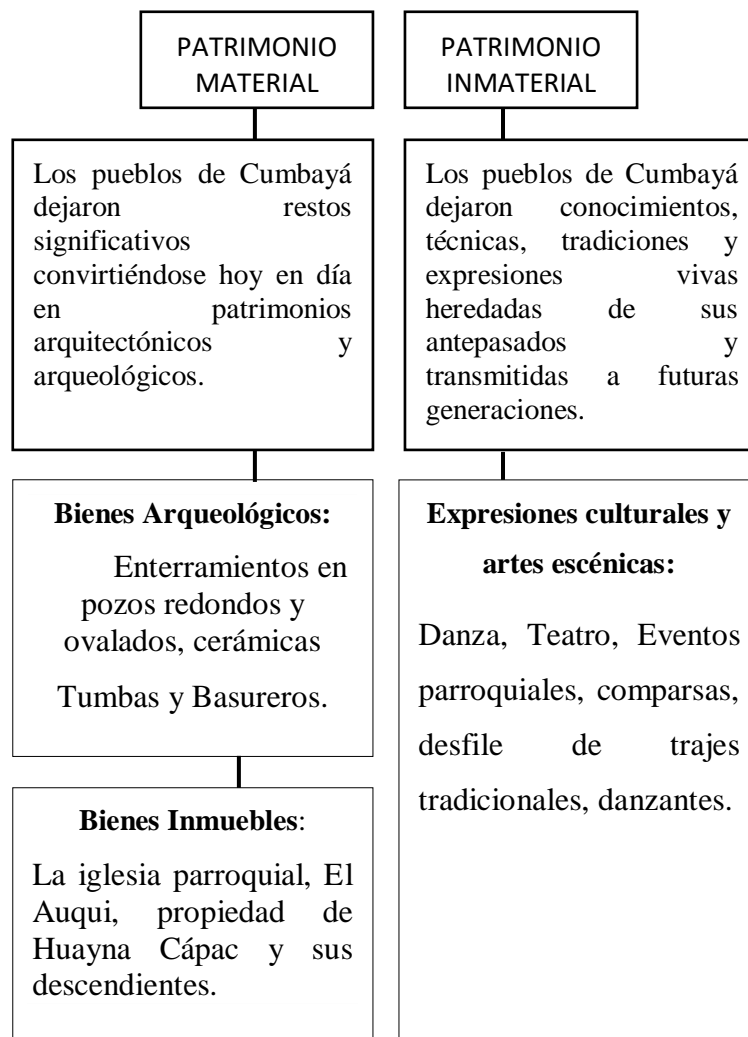 PATRIMONIO
MATERIAL
Los pueblos de Cumbayá
dejaron restos
significativos
convirtiéndose hoy en día
en patrimonios
arquitectónicos y
arqueológicos.
Bienes Arqueológicos:
Enterramientos en
pozos redondos y
ovalados, cerámicas
Tumbas y Basureros.
Bienes Inmuebles:
La iglesia parroquial, El
Auqui, propiedad de
Huayna Cápac y sus
descendientes.
PATRIMONIO
INMATERIAL
Los pueblos de Cumbayá
dejaron conocimientos,
técnicas, tradiciones y
expresiones vivas
heredadas de sus
antepasados y
transmitidas a futuras
generaciones.
Expresiones culturales y
artes escénicas:
Danza, Teatro, Eventos
parroquiales, comparsas,
desfile de trajes
tradicionales, danzantes.